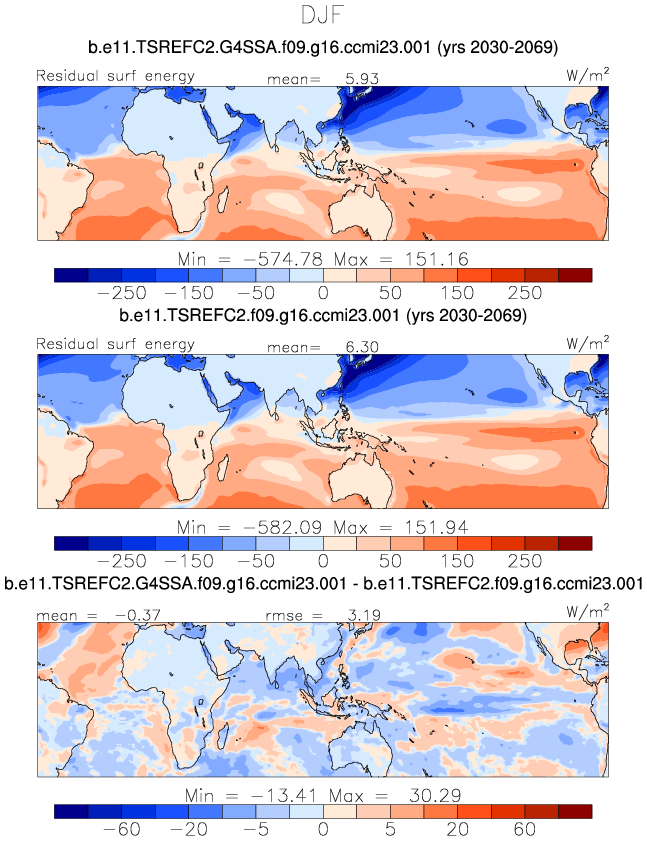 DJF
b.e11.TSREFC2.G4SSA.f09.g16.ccmi23.001 (yrs 2030-2069)
Residual surf energy mean= 5.93 W/m²
Min = −574.78 Max = 151.16
−250 −150 −50 0 50 150 250
b.e11.TSREFC2.f09.g16.ccmi23.001 (yrs 2030-2069)
Residual surf energy mean= 6.30 W/m²
Min = −582.09 Max = 151.94
−250 −150 −50 0 50 150 250
b.e11.TSREFC2.G4SSA.f09.g16.ccmi23.001 - b.e11.TSREFC2.f09.g16.ccmi23.001
mean = −0.37 rmse = 3.19 W/m²
Min = −13.41 Max = 30.29
−60 −20 −5 0 5 20 60